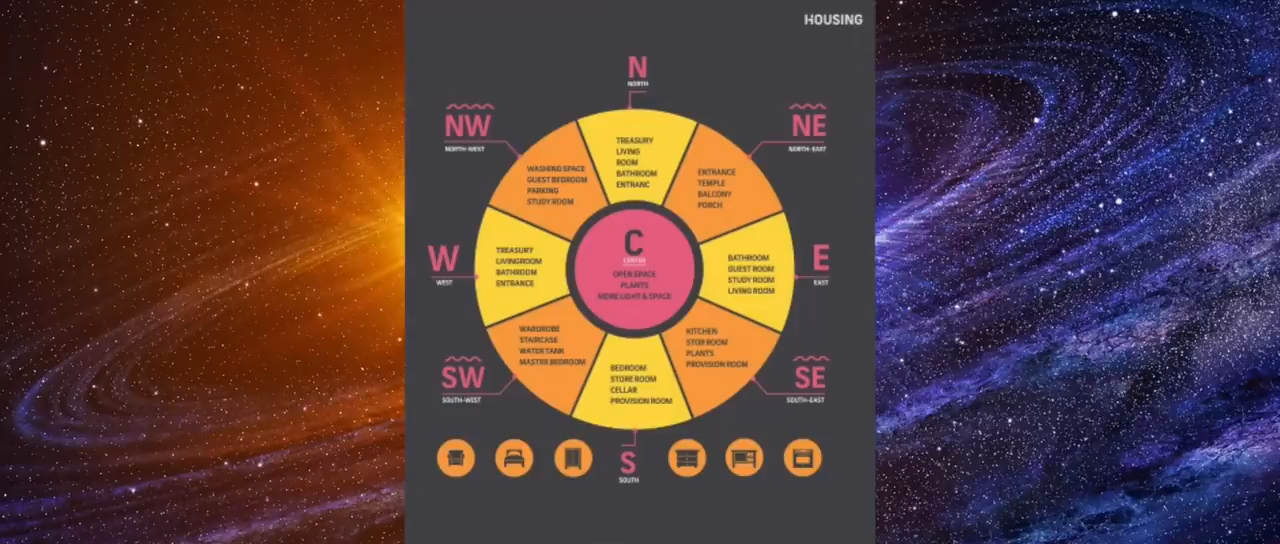 HOUSING
N
NORTH
NW
NORTH-WEST
NE
NORTH-EAST
TREASURY
LIVING
ROOM
BATHROOM
ENTRANC
WASHING SPACE
GUEST BEDROOM
PARKING
STUDY ROOM
ENTRANCE
TEMPLE
BALCONY
PORCH
W
WEST
TREASURY
LIVINGROOM
BATHROOM
ENTRANCE
C
CENTRE
OPEN SPACE
PLANTS
MORE LIGHT & SPACE
BATHROOM
GUEST ROOM
STUDY ROOM
LIVING ROOM
E
EAST
WARDROBE
STAIRCASE
WATER TANK
MASTER BEDROOM
KITCHEN
STOR ROOM
PLANTS
PROVISION ROOM
SW
SOUTH-WEST
BEDROOM
STORE ROOM
CELLAR
PROVISION ROOM
SE
SOUTH-EAST
S
SOUTH